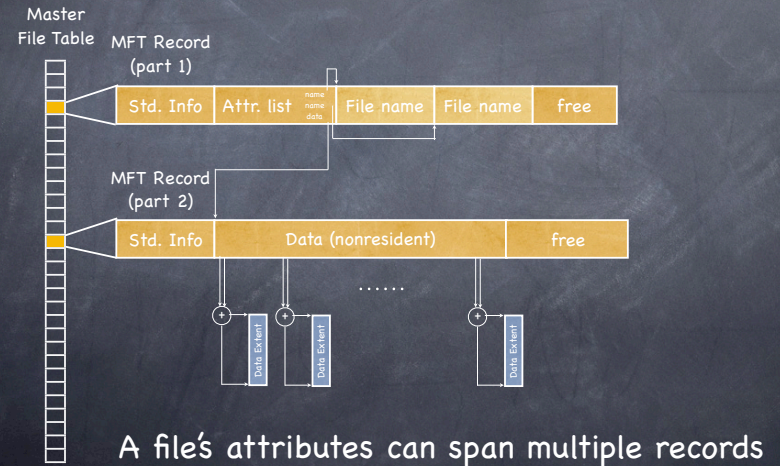 Master
File Table
MFT Record
(part 1)
Std. Info
Attr. list
name
name
data
File name
File name
free
MFT Record
(part 2)
Std. Info
Data (nonresident)
free
......
+
+
+
Data Extent
Data Extent
Data Extent
A file's attributes can span multiple records